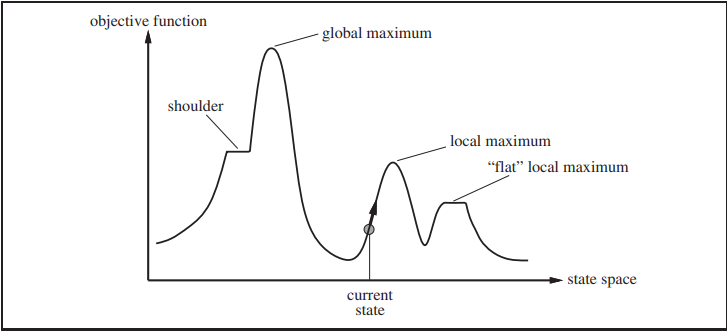 objective function
global maximum
shoulder
local maximum
“flat” local maximum
state space
current
state